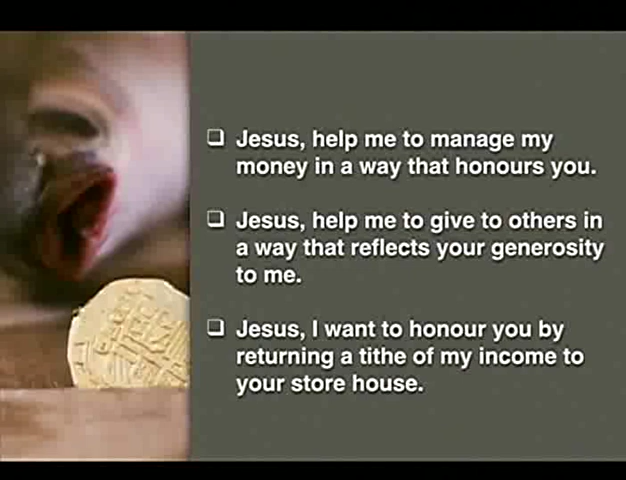 Jesus, help me to manage my
money in a way that honours you.
Jesus, help me to give to others in
a way that reflects your generosity
to me.
Jesus, I want to honour you by
returning a tithe of my income to
your store house.